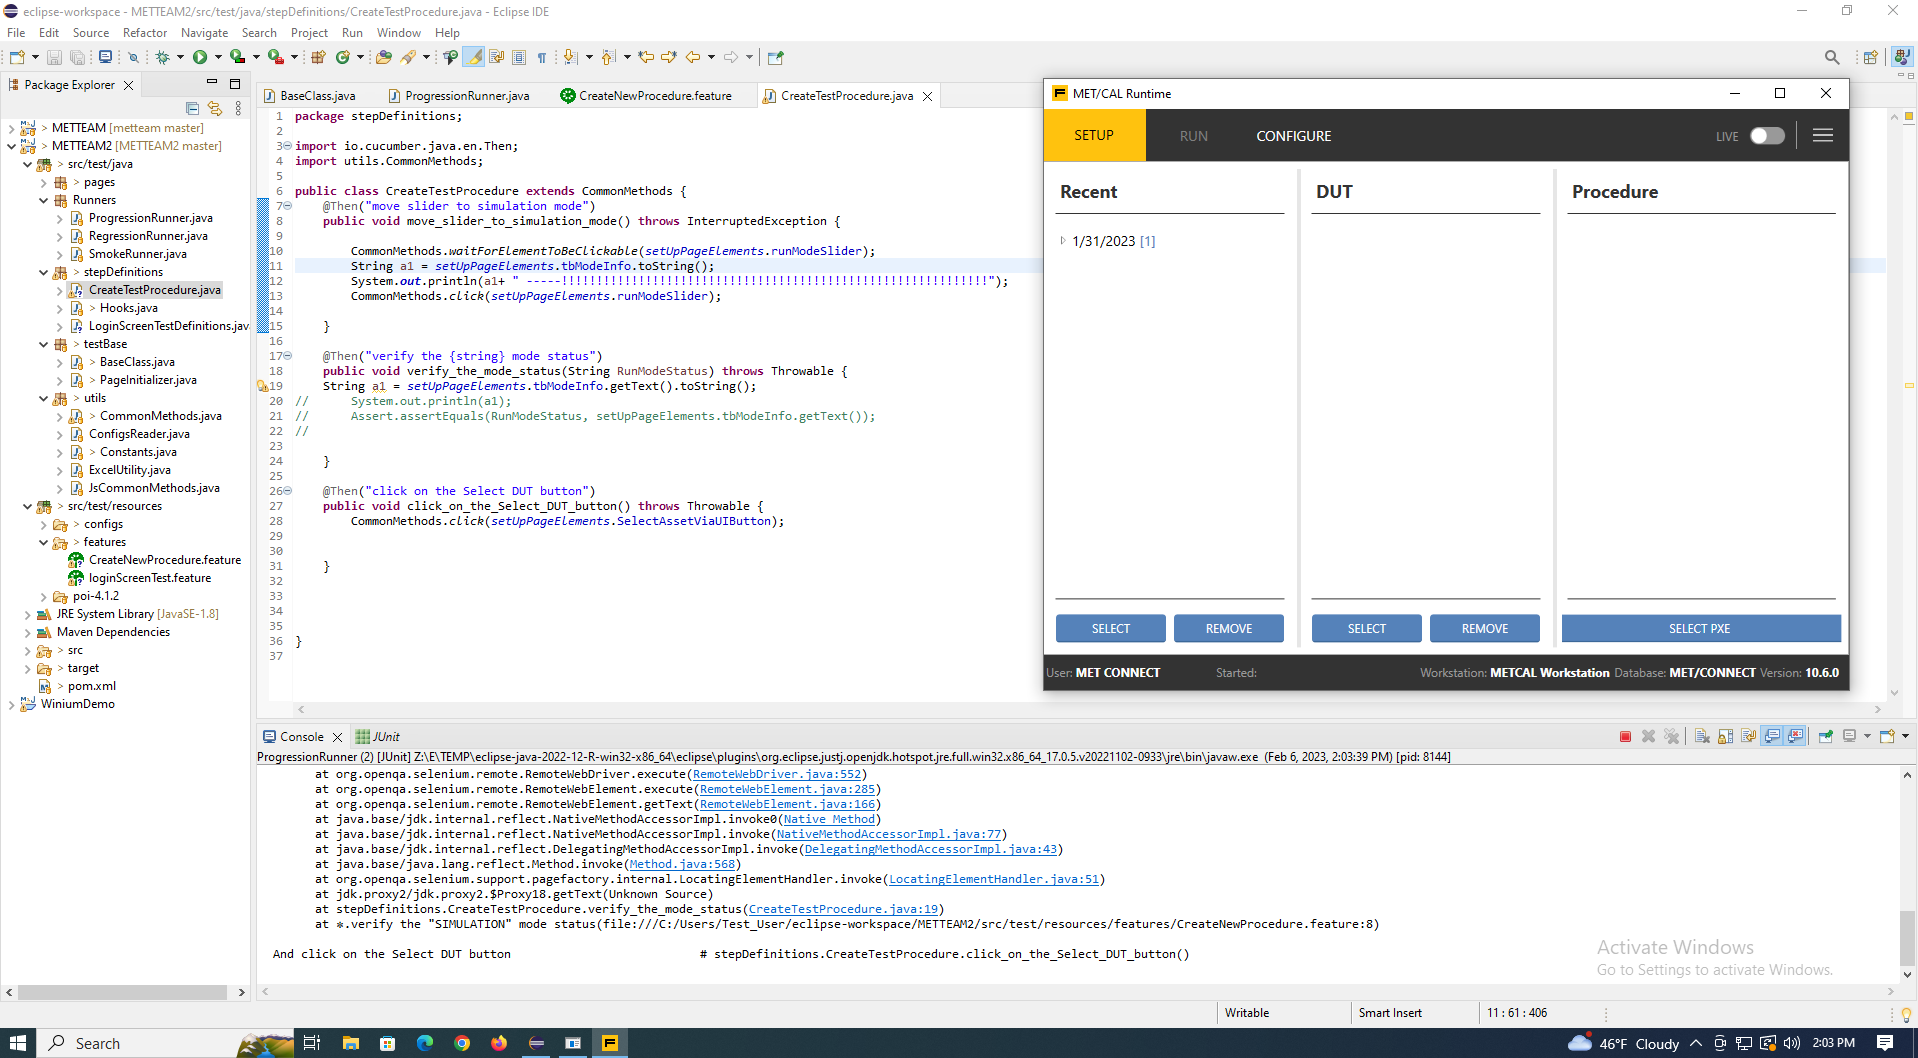 eclipse-workspace - METTEAM2/src/test/java/stepDefinitions/CreateTestProcedure.java - Eclipse IDE
File Edit Source Refactor Navigate Search Project Run Window Help
Package Explorer
METTEAM [metteam master]
METTEAM2 [METTEAM2 master]
src/test/java
pages
Runners
ProgressionRunner.java
RegressionRunner.java
SmokeRunner.java
stepDefinitions
CreateTestProcedure.java
Hooks.java
LoginScreenTestDefinitions.jav
testBase
BaseClass.java
PageInitializer.java
utils
CommonMethods.java
ConfigsReader.java
Constants.java
ExcelUtility.java
JsCommonMethods.java
src/test/resources
configs
features
CreateNewProcedure.feature
loginScreenTest.feature
poi-4.1.2
JRE System Library [JavaSE-1.8]
Maven Dependencies
src
target
pom.xml
WiniumDemo
BaseClass.java ProgressionRunner.java CreateNewProcedure.feature CreateTestProcedure.java
1 package stepDefinitions;
2
3 import io.cucumber.java.en.Then;
4 import utils.CommonMethods;
5
6 public class CreateTestProcedure extends CommonMethods {
7 @Then("move slider to simulation mode")
8 public void move_slider_to_simulation_mode() throws InterruptedException {
9
10 CommonMethods.waitForElementToBeClickable(setUpPageElements.runModeSlider);
11 String a1 = setUpPageElements.tbModeInfo.toString();
12 System.out.println(a1+ " -----!!!!!!!!!!!!!!!!!!!!!!!!!!!!!!!!!!!!!!!!!!!!!!!!!!!!!!!!!!!!!");
13 CommonMethods.click(setUpPageElements.runModeSlider);
14
15 }
16
17 @Then("verify the {string} mode status")
18 public void verify_the_mode_status(String RunModeStatus) throws Throwable {
19 String a1 = setUpPageElements.tbModeInfo.getText().toString();
20 // System.out.println(a1);
21 // Assert.assertEquals(RunModeStatus, setUpPageElements.tbModeInfo.getText());
22 //
23
24 }
25
26 @Then("click on the Select DUT button")
27 public void click_on_the_Select_DUT_button() throws Throwable {
28 CommonMethods.click(setUpPageElements.SelectAssetViaUIButton);
29
30
31 }
32
33
34
35
36 }
37
MET/CAL Runtime
SETUP RUN CONFIGURE LIVE
Recent DUT Procedure
1/31/2023 [1]
SELECT REMOVE SELECT REMOVE SELECT PXE
User: MET CONNECT Started: Workstation: METCAL Workstation Database: MET/CONNECT Version: 10.6.0
Console JUnit
ProgressionRunner (2) [JUnit] Z:\E\TEMP\eclipse-java-2022-12-R-win32-x86_64\eclipse\plugins\org.eclipse.justj.openjdk.hotspot.jre.full.win32.x86_64_17.0.5.v20221102-0933\jre\bin\javaw.exe (Feb 6, 2023, 2:03:39 PM) [pid: 8144]
at org.openqa.selenium.remote.RemoteWebDriver.execute(RemoteWebDriver.java:552)
at org.openqa.selenium.remote.RemoteWebElement.execute(RemoteWebElement.java:285)
at org.openqa.selenium.remote.RemoteWebElement.getText(RemoteWebElement.java:166)
at java.base/jdk.internal.reflect.NativeMethodAccessorImpl.invoke0(Native Method)
at java.base/jdk.internal.reflect.NativeMethodAccessorImpl.invoke(NativeMethodAccessorImpl.java:77)
at java.base/jdk.internal.reflect.DelegatingMethodAccessorImpl.invoke(DelegatingMethodAccessorImpl.java:43)
at java.base/java.lang.reflect.Method.invoke(Method.java:568)
at org.openqa.selenium.support.pagefactory.internal.LocatingElementHandler.invoke(LocatingElementHandler.java:51)
at jdk.proxy2/jdk.proxy2.$Proxy18.getText(Unknown Source)
at stepDefinitions.CreateTestProcedure.verify_the_mode_status(CreateTestProcedure.java:19)
at *.verify the "SIMULATION" mode status(file:///C:/Users/Test_User/eclipse-workspace/METTEAM2/src/test/resources/features/CreateNewProcedure.feature:8)
And click on the Select DUT button # stepDefinitions.CreateTestProcedure.click_on_the_Select_DUT_button()
Activate Windows
Go to Settings to activate Windows.
Writable Smart Insert 11 : 61 : 406
Search 46°F Cloudy 2:03 PM